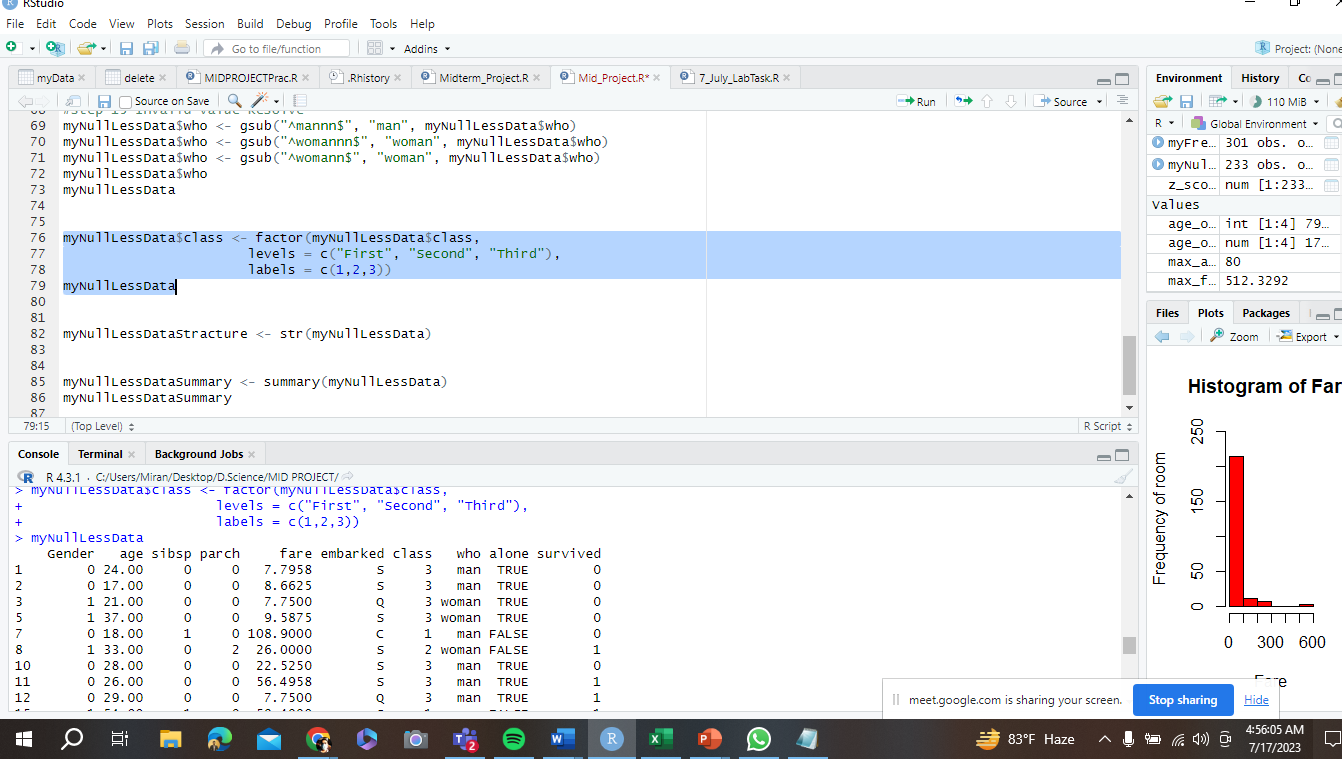 RStudio
File Edit Code View Plots Session Build Debug Profile Tools Help
Go to file/function Addins Project: (None
myData delete MIDPROJECTPrac.R .Rhistory Midterm_Project.R Mid_Project.R* 7_July_LabTask.R
Source on Save Run Source
69 myNullLessData$who <- gsub("^mannn$", "man", myNullLessData$who)
70 myNullLessData$who <- gsub("^womannn$", "woman", myNullLessData$who)
71 myNullLessData$who <- gsub("^womann$", "woman", myNullLessData$who)
72 myNullLessData$who
73 myNullLessData
74
75
76 myNullLessData$class <- factor(myNullLessData$class,
77 levels = c("First", "Second", "Third"),
78 labels = c(1,2,3))
79 myNullLessData
80
81
82 myNullLessDataStracture <- str(myNullLessData)
83
84
85 myNullLessDataSummary <- summary(myNullLessData)
86 myNullLessDataSummary
87
79:15 (Top Level) R Script
Console Terminal Background Jobs
R 4.3.1 · C:/Users/Miran/Desktop/D.Science/MID PROJECT/
> myNullLessData$class <- factor(myNullLessData$class,
+ levels = c("First", "Second", "Third"),
+ labels = c(1,2,3))
> myNullLessData
Gender age sibsp parch fare embarked class who alone survived
1 0 24.00 0 0 7.7958 S 3 man TRUE 0
2 0 17.00 0 0 8.6625 S 3 man TRUE 0
3 1 21.00 0 0 7.7500 Q 3 woman TRUE 0
5 1 37.00 0 0 9.5875 S 3 woman TRUE 0
7 0 18.00 1 0 108.9000 C 1 man FALSE 0
8 1 33.00 0 2 26.0000 S 2 woman FALSE 1
10 0 28.00 0 0 22.5250 S 3 man TRUE 0
11 0 26.00 0 0 56.4958 S 3 man TRUE 1
12 0 29.00 0 0 7.7500 Q 3 man TRUE 1
Environment History Co
110 MiB
R Global Environment
myFre… 301 obs. o…
myNul… 233 obs. o…
z_sco… num [1:233…
Values
age_o… int [1:4] 79…
age_o… num [1:4] 17…
max_a… 80
max_f… 512.3292
Files Plots Packages
Zoom Export
Histogram of Far
Frequency of room
0 50 150 250
0 300 600
Fare
meet.google.com is sharing your screen. Stop sharing Hide
83°F Haze
4:56:05 AM
7/17/2023